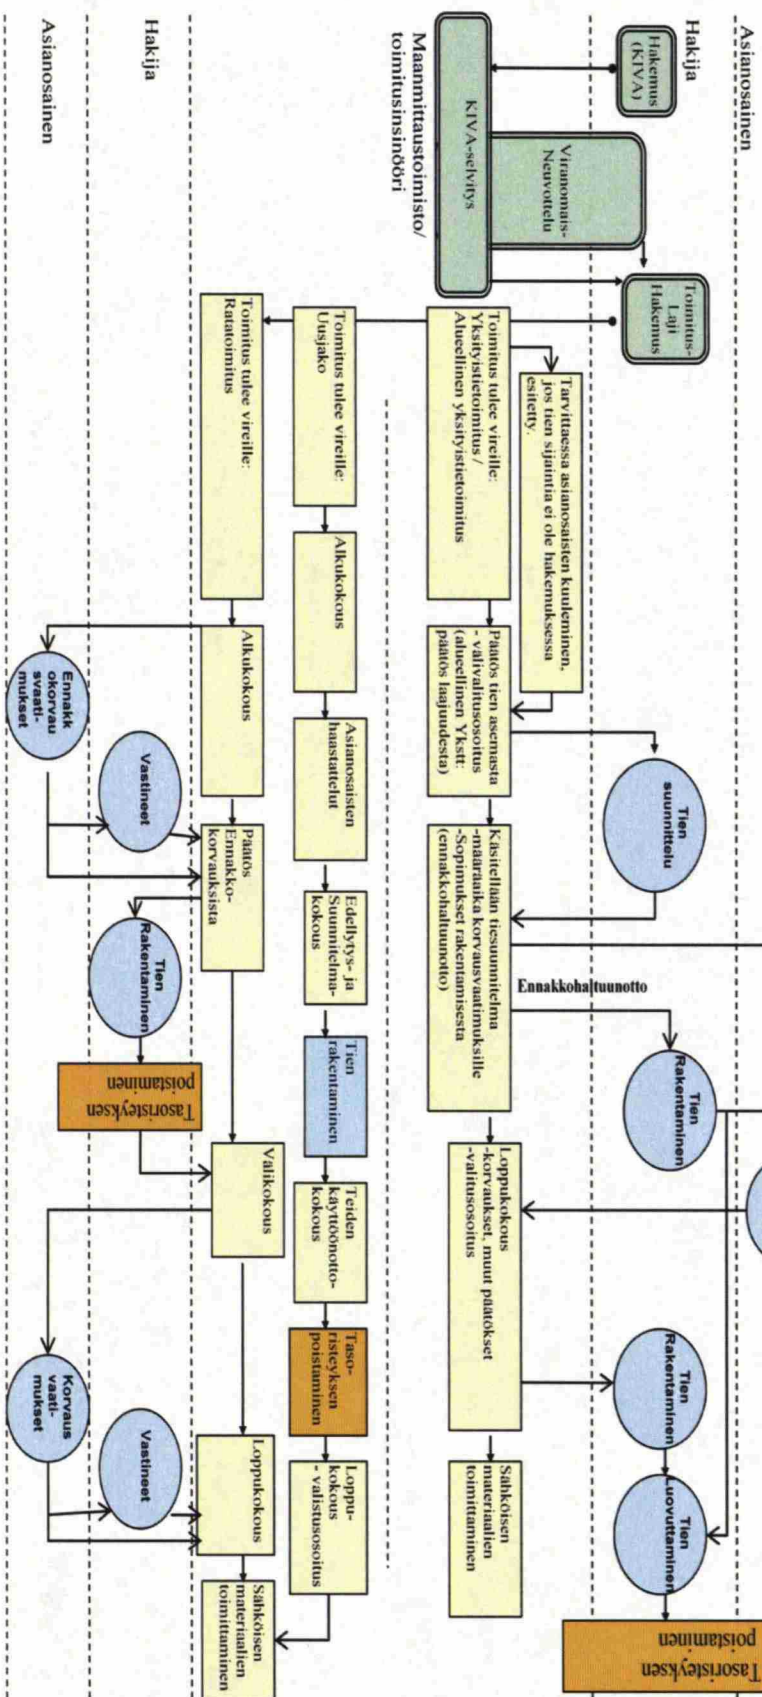 Asianosainen
Hakija
Hakemus
(KIVA)
Toimitus-
Laji
Hakemus
Viranomais-
Neuvottelu
KIVA-selvitys
Maanmittaustoimisto/
toimitusinsinööri
Tarvittaessa asianosaisten kuuleminen,
jos tien sijaintia ei ole hakemuksessa
esitetty.
Toimitus tulee vireille:
Yksityistietoimitus /
Alueellinen yksityistietoimitus
Päätös tien asemasta
- välivalitusosoitus
(alueellinen Ykstt:
päätös laajuudesta)
Tien
suunnittelu
Käsitellään tiesuunnitelma
-määräaika korvausvaatimuksille
-Sopimukset rakentamisesta
(ennakkohaltuunotto)
Ennakkohaltuunotto
Tien
Rakentaminen
Loppukokous
-korvaukset, muut päätökset
-valitusosoitus
Tien
Rakentaminen
Tien
Luovuttaminen
Tasoristeyksen
poistaminen
Sähköisen
materiaalien
toimittaminen
Toimitus tulee vireille:
Uusjako
Alkukokous
Asianosaisten
haastattelut
Edellytys- ja
Suunnitelma-
kokous
Tien
rakentaminen
Teiden
käyttöönotto-
kokous
Taso-
risteyksen
poistaminen
Loppu-
kokous
- valistusosoitus
Toimitus tulee vireille:
Ratatoimitus
Alkukokous
Päätös
Ennakko-
korvauksista
Välikokous
Loppukokous
Sähköisen
materiaalien
toimittaminen
Hakija
Vastineet
Tien
Rakentaminen
Tasoristeyksen
poistaminen
Vastineet
Asianosainen
Ennakk
okorvau
svaati-
mukset
Korvaus
vaati-
mukset